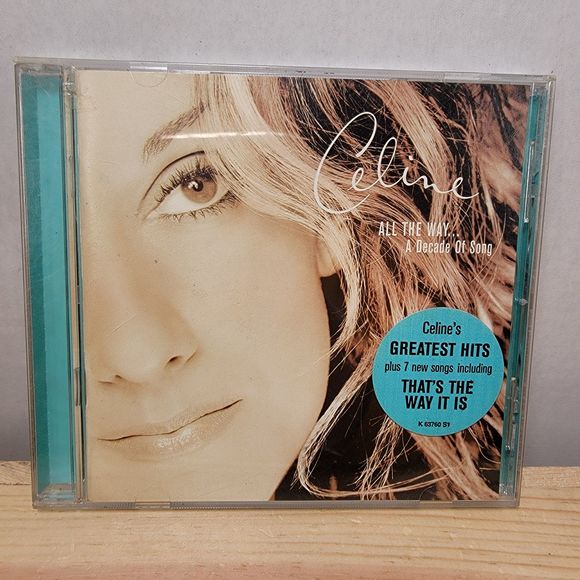 Celine
ALL THE WAY...
A Decade Of Song
Celine's
GREATEST HITS
plus 7 new songs including
THAT'S THE
WAY IT IS
K 63760 S1